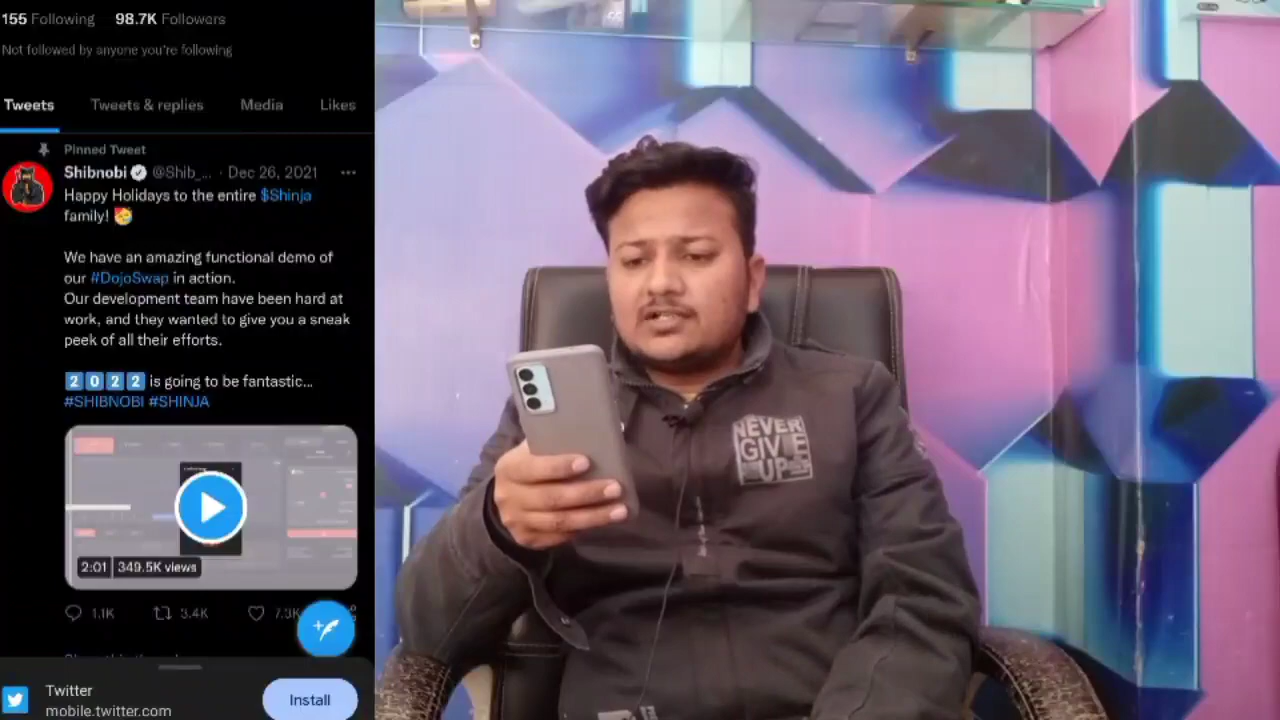 155 Following 98.7K Followers
Not followed by anyone you're following
Tweets Tweets & replies Media Likes
Pinned Tweet
Shibnobi @Shib_... · Dec 26, 2021
Happy Holidays to the entire $Shinja
family!
We have an amazing functional demo of
our #DojoSwap in action.
Our development team have been hard at
work, and they wanted to give you a sneak
peek of all their efforts.
2022 is going to be fantastic...
#SHIBNOBI #SHINJA
2:01 349.5K views
1.1K 3.4K 7.3K
Twitter
mobile.twitter.com
Install
NEVER
GIVE
UP